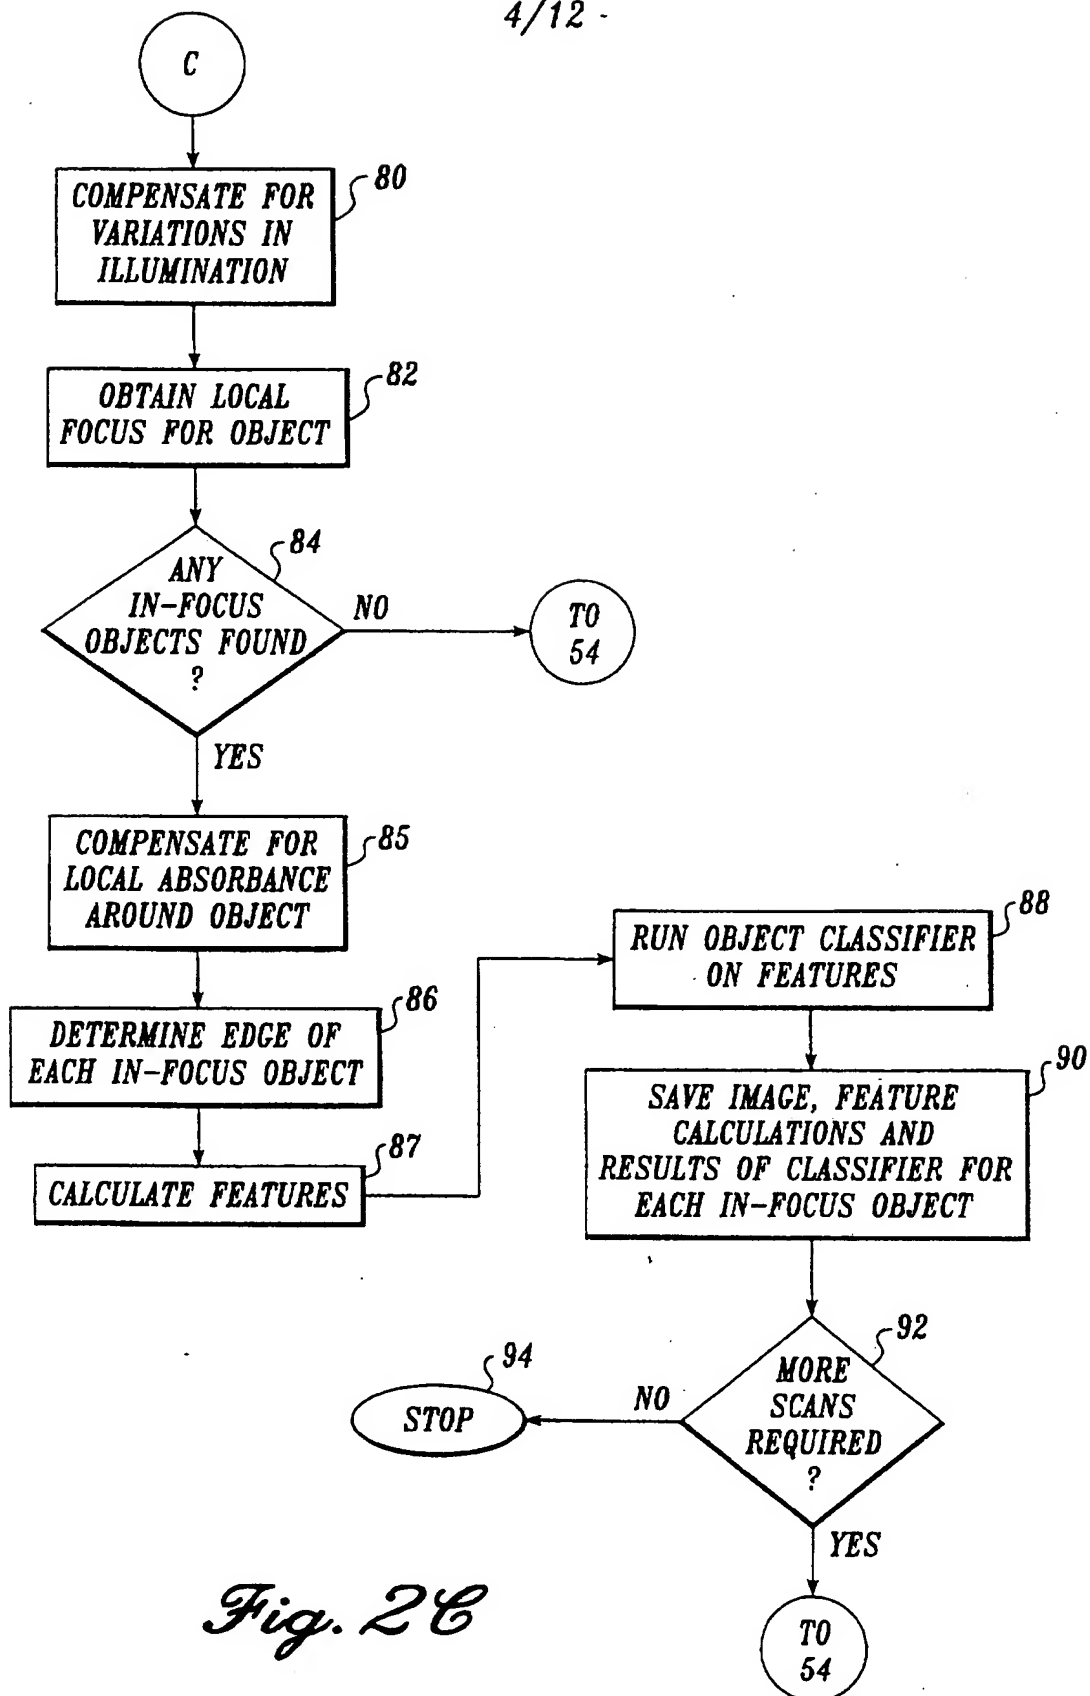 4/12
C
80
COMPENSATE FOR
VARIATIONS IN
ILLUMINATION
82
OBTAIN LOCAL
FOCUS FOR OBJECT
84
ANY
IN-FOCUS
OBJECTS FOUND
?
NO
TO
54
YES
85
COMPENSATE FOR
LOCAL ABSORBANCE
AROUND OBJECT
86
DETERMINE EDGE OF
EACH IN-FOCUS OBJECT
87
CALCULATE FEATURES
88
RUN OBJECT CLASSIFIER
ON FEATURES
90
SAVE IMAGE, FEATURE
CALCULATIONS AND
RESULTS OF CLASSIFIER FOR
EACH IN-FOCUS OBJECT
92
MORE
SCANS
REQUIRED
?
NO
94
STOP
YES
TO
54
Fig. 2C